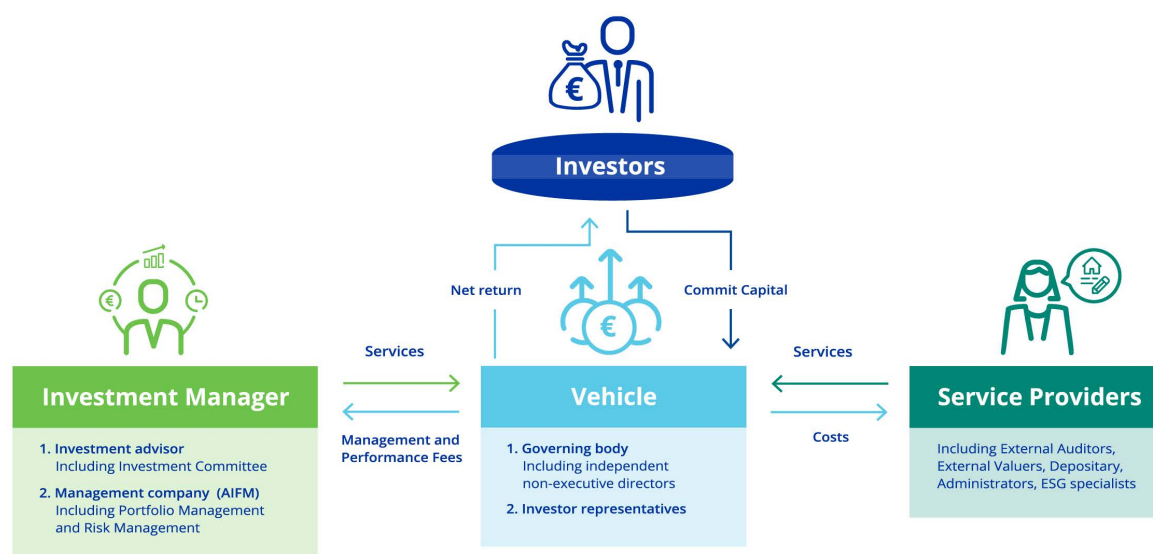 €
Investors
€
Net return
€
Commit Capital
Services
Services
Investment Manager
Vehicle
Service Providers
Management and
Performance Fees
Costs
1. Investment advisor
Including Investment Committee
2. Management company (AIFM)
Including Portfolio Management
and Risk Management
1. Governing body
Including independent
non-executive directors
2. Investor representatives
Including External Auditors,
External Valuers, Depositary,
Administrators, ESG specialists